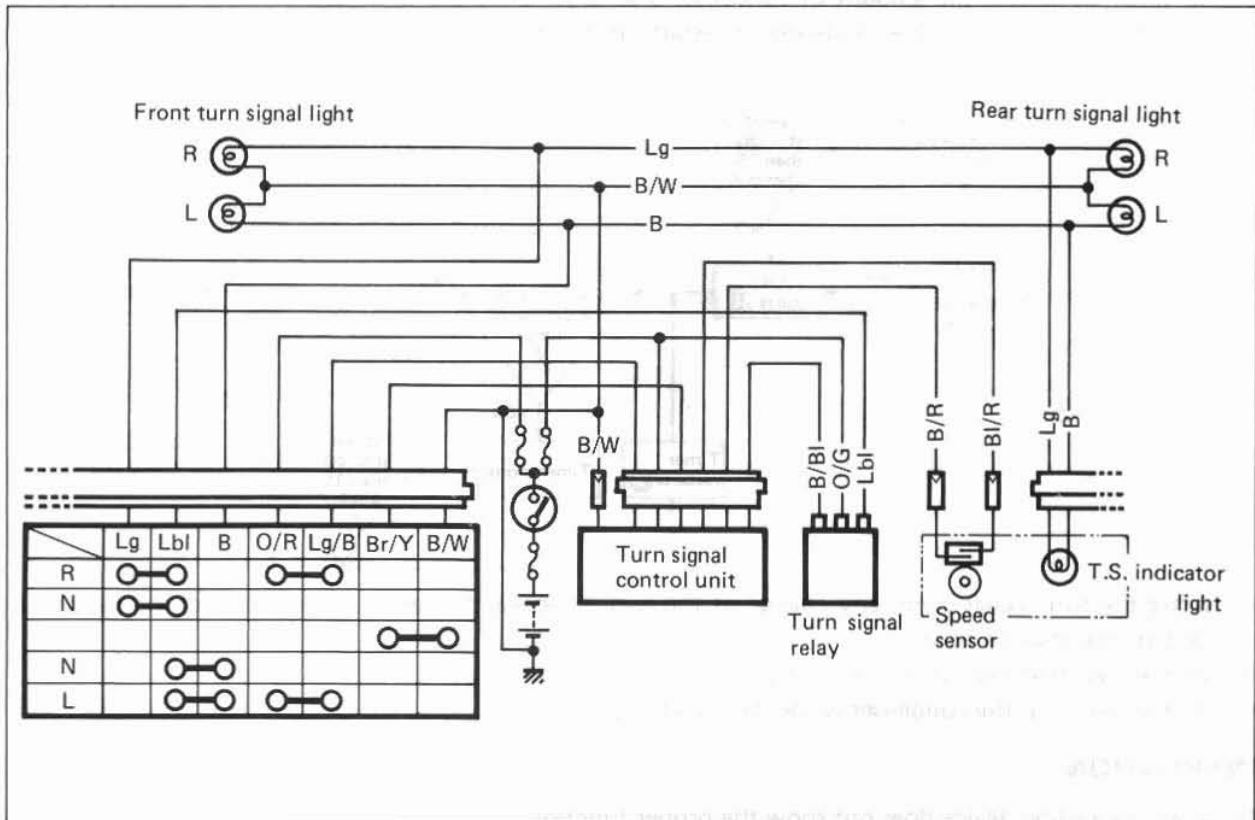 Front turn signal light
Rear turn signal light
R
Lg
R
B/W
L
B
L
B/W
B/R
Bl/R
Lg
B
B/Bl
O/G
Lbl
Lg Lbl B O/R Lg/B Br/Y B/W
R
N
N
L
Turn signal
control unit
Turn signal
relay
Speed
sensor
T.S. indicator
light